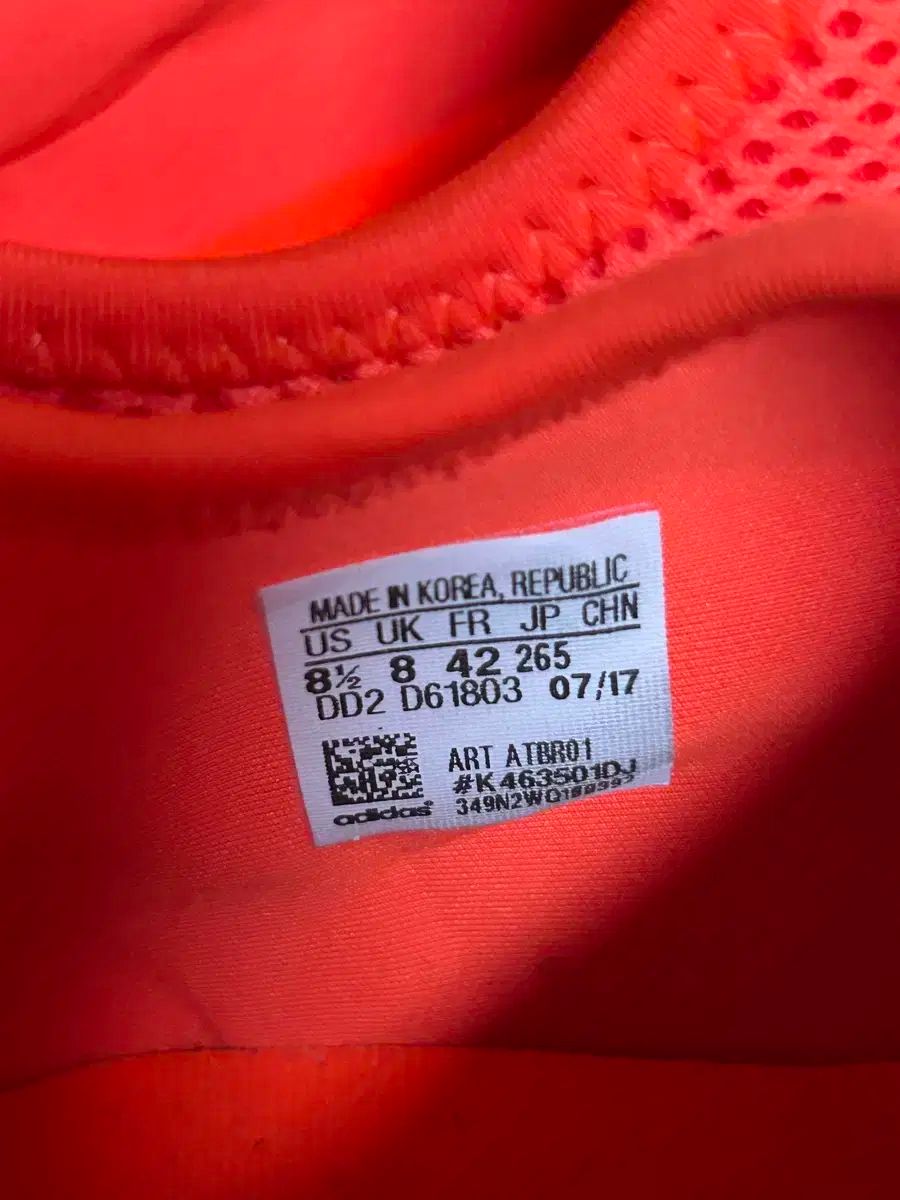 MADE IN KOREA, REPUBLIC
US UK FR JP CHN
8½ 8 42 265
DD2 D61803 07/17
ART ATBR01
#K463501DJ
adidas